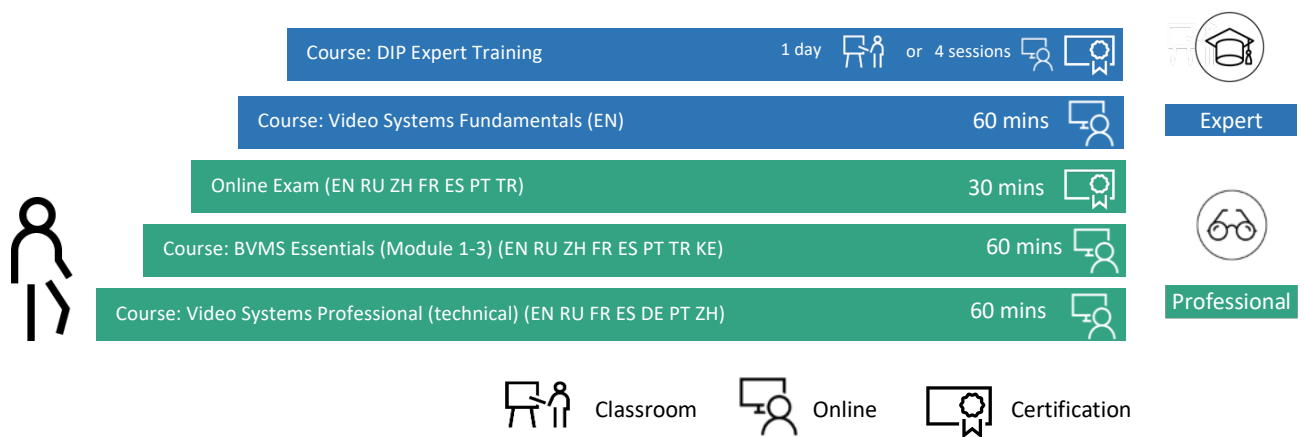 Course: DIP Expert Training 1 day or 4 sessions
Course: Video Systems Fundamentals (EN) 60 mins
Expert
Online Exam (EN RU ZH FR ES PT TR) 30 mins
Course: BVMS Essentials (Module 1-3) (EN RU ZH FR ES PT TR KE) 60 mins
Course: Video Systems Professional (technical) (EN RU FR ES DE PT ZH) 60 mins
Professional
Classroom Online Certification